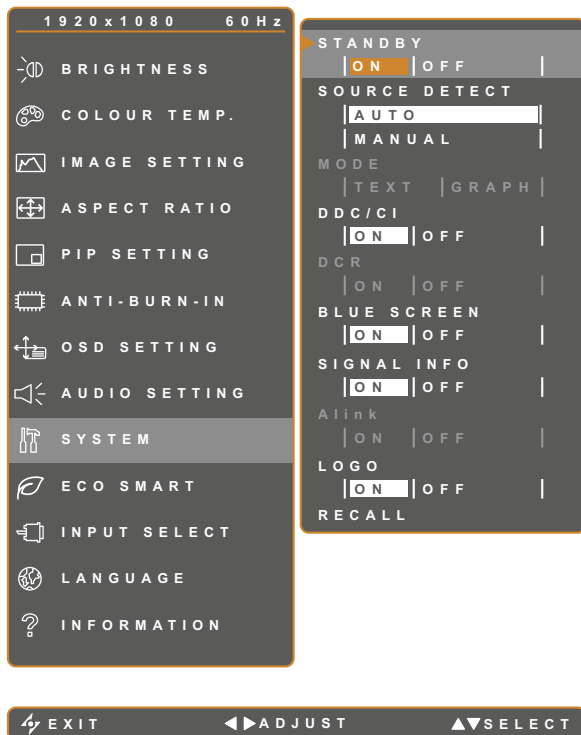 1920x1080 60Hz
BRIGHTNESS
COLOUR TEMP.
IMAGE SETTING
ASPECT RATIO
PIP SETTING
ANTI-BURN-IN
OSD SETTING
AUDIO SETTING
SYSTEM
ECO SMART
INPUT SELECT
LANGUAGE
INFORMATION
STANDBY
ON OFF
SOURCE DETECT
AUTO
MANUAL
MODE
TEXT GRAPH
DDC/CI
ON OFF
DCR
ON OFF
BLUE SCREEN
ON OFF
SIGNAL INFO
ON OFF
Alink
ON OFF
LOGO
ON OFF
RECALL
EXIT ADJUST SELECT